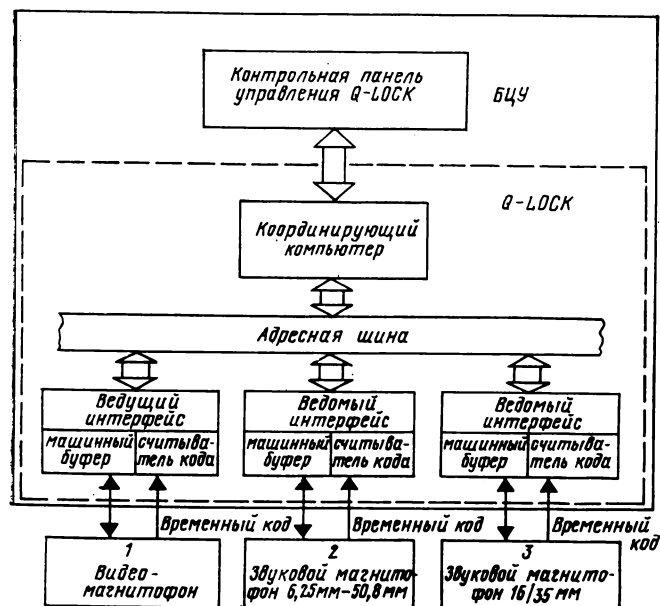 Контрольная панель
управления Q-LOCK
БЦУ
Q-LOCK
Координирующий
компьютер
Адресная шина
Ведущий
интерфейс
машинный
буфер
считыва-
тель кода
Ведомый
интерфейс
машинный
буфер
считыва-
тель кода
Ведомый
интерфейс
машинный
буфер
считыва-
тель кода
Временный код
Временный код
Временный
код
1
Видео-
магнитофон
2
Звуковой магнито-
фон 6,25мм-50,8мм
3
Звуковой магнито-
фон 16/35 мм